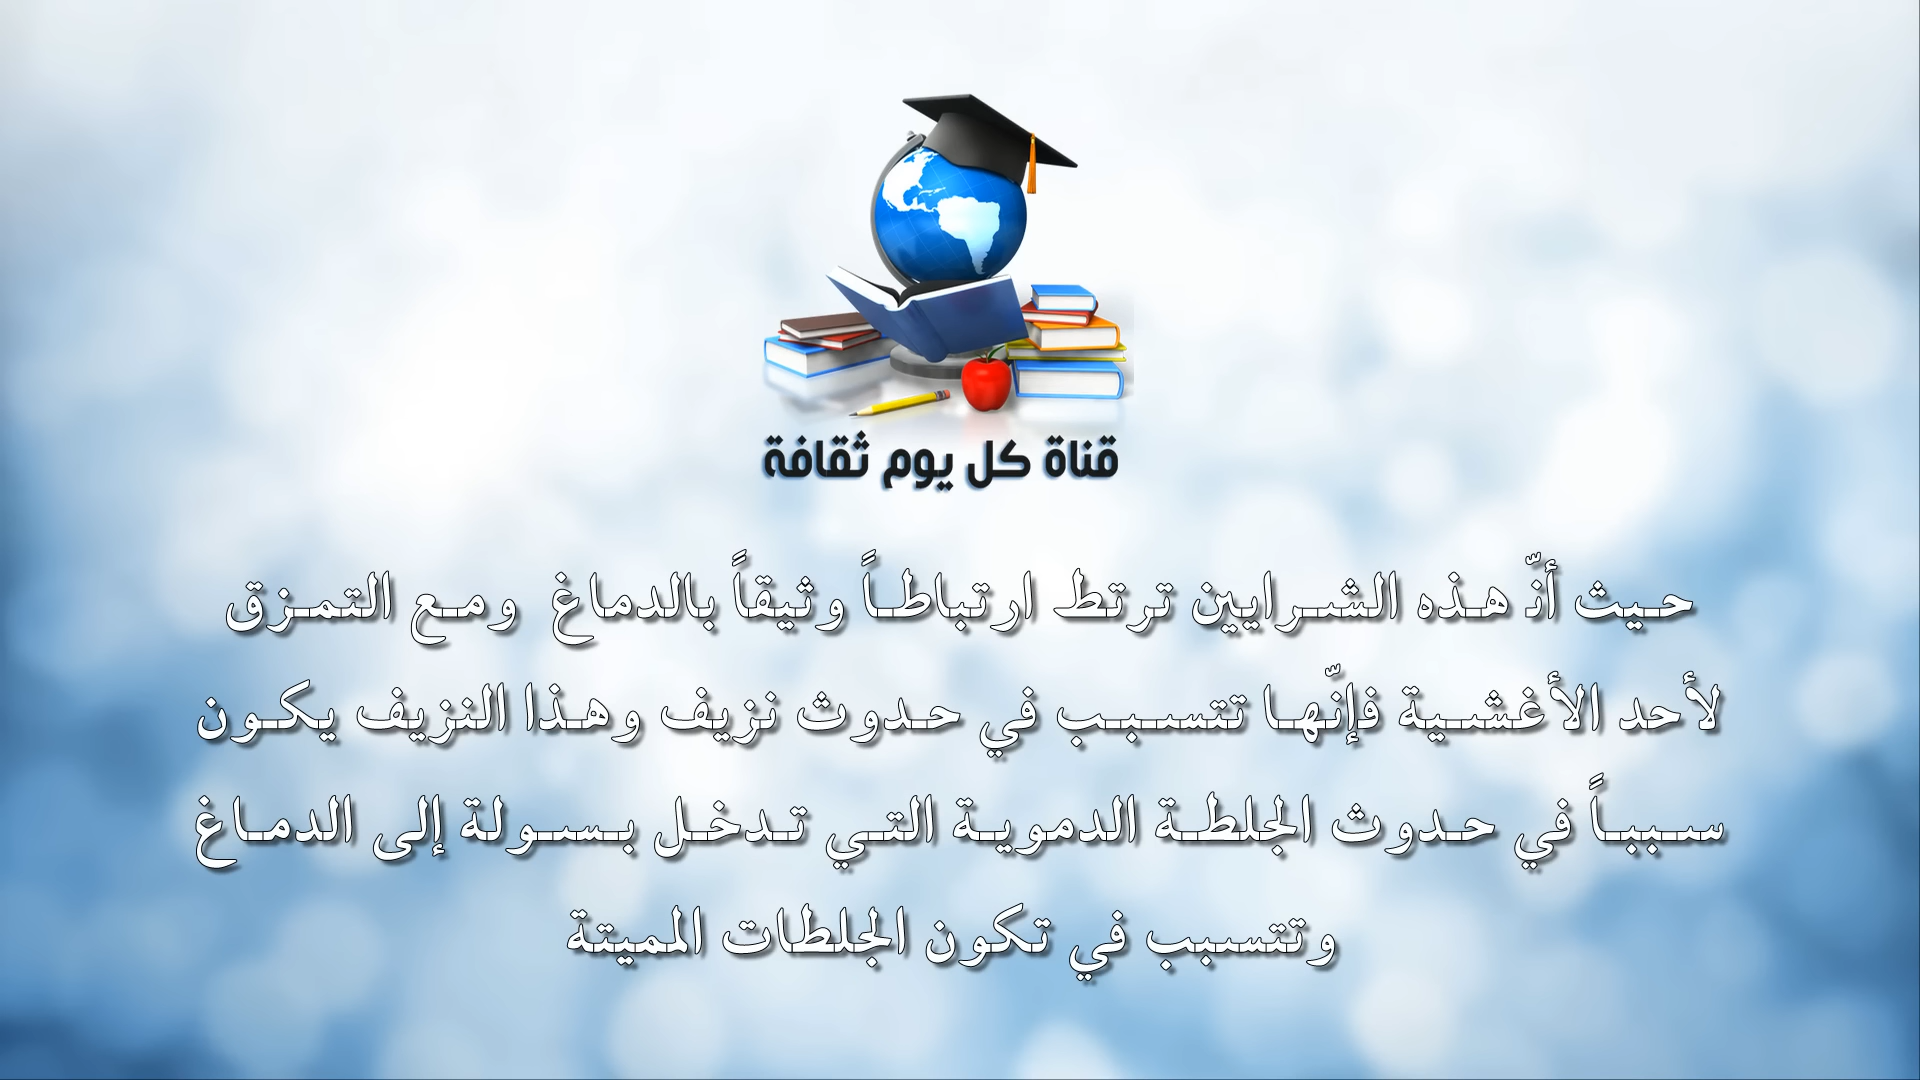 قناة كل يوم ثقافة
حيث أنّ هذه الشرايين ترتط ارتباطاً وثيقاً بالدماغ ومع التمزق
لأحد الأغشية فإنّها تتسبب في حدوث نزيف وهذا النزيف يكون
سبباً في حدوث الجلطة الدموية التي تدخل بسولة إلى الدماغ
وتتسبب في تكون الجلطات المميتة